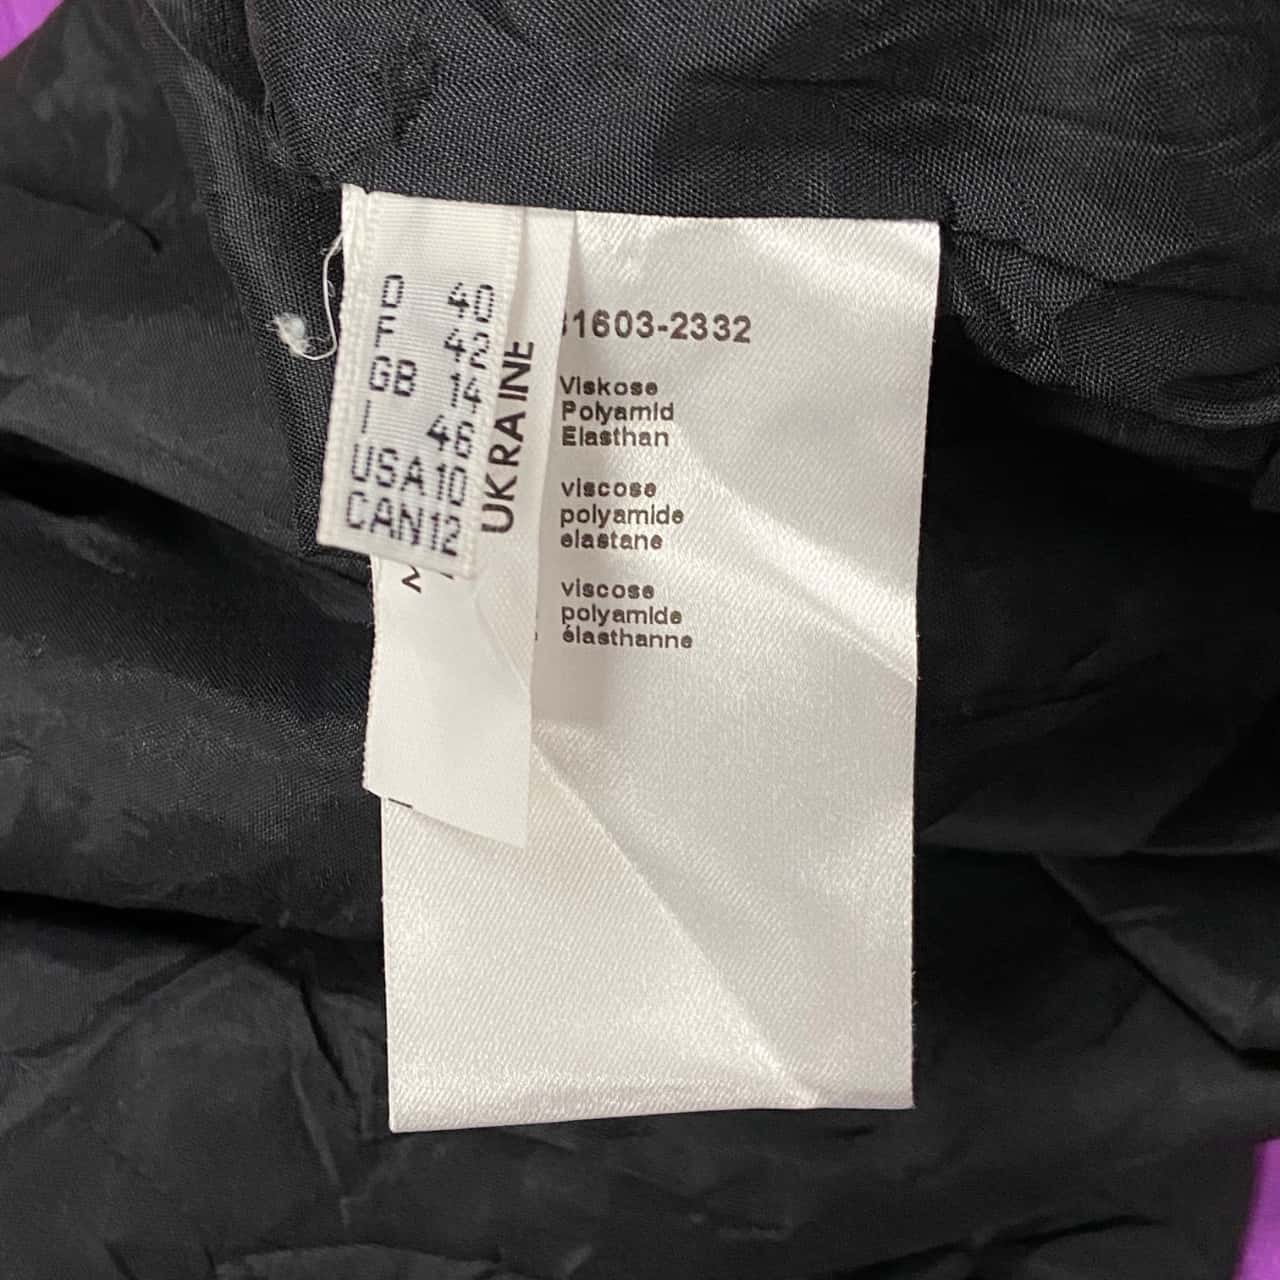 D 40
F 42
GB 14
I 46
USA 10
CAN 12
UKRAINE
1603-2332
Viskose
Polyamid
Elasthan
viscose
polyamide
elastane
viscose
polyamide
élasthanne